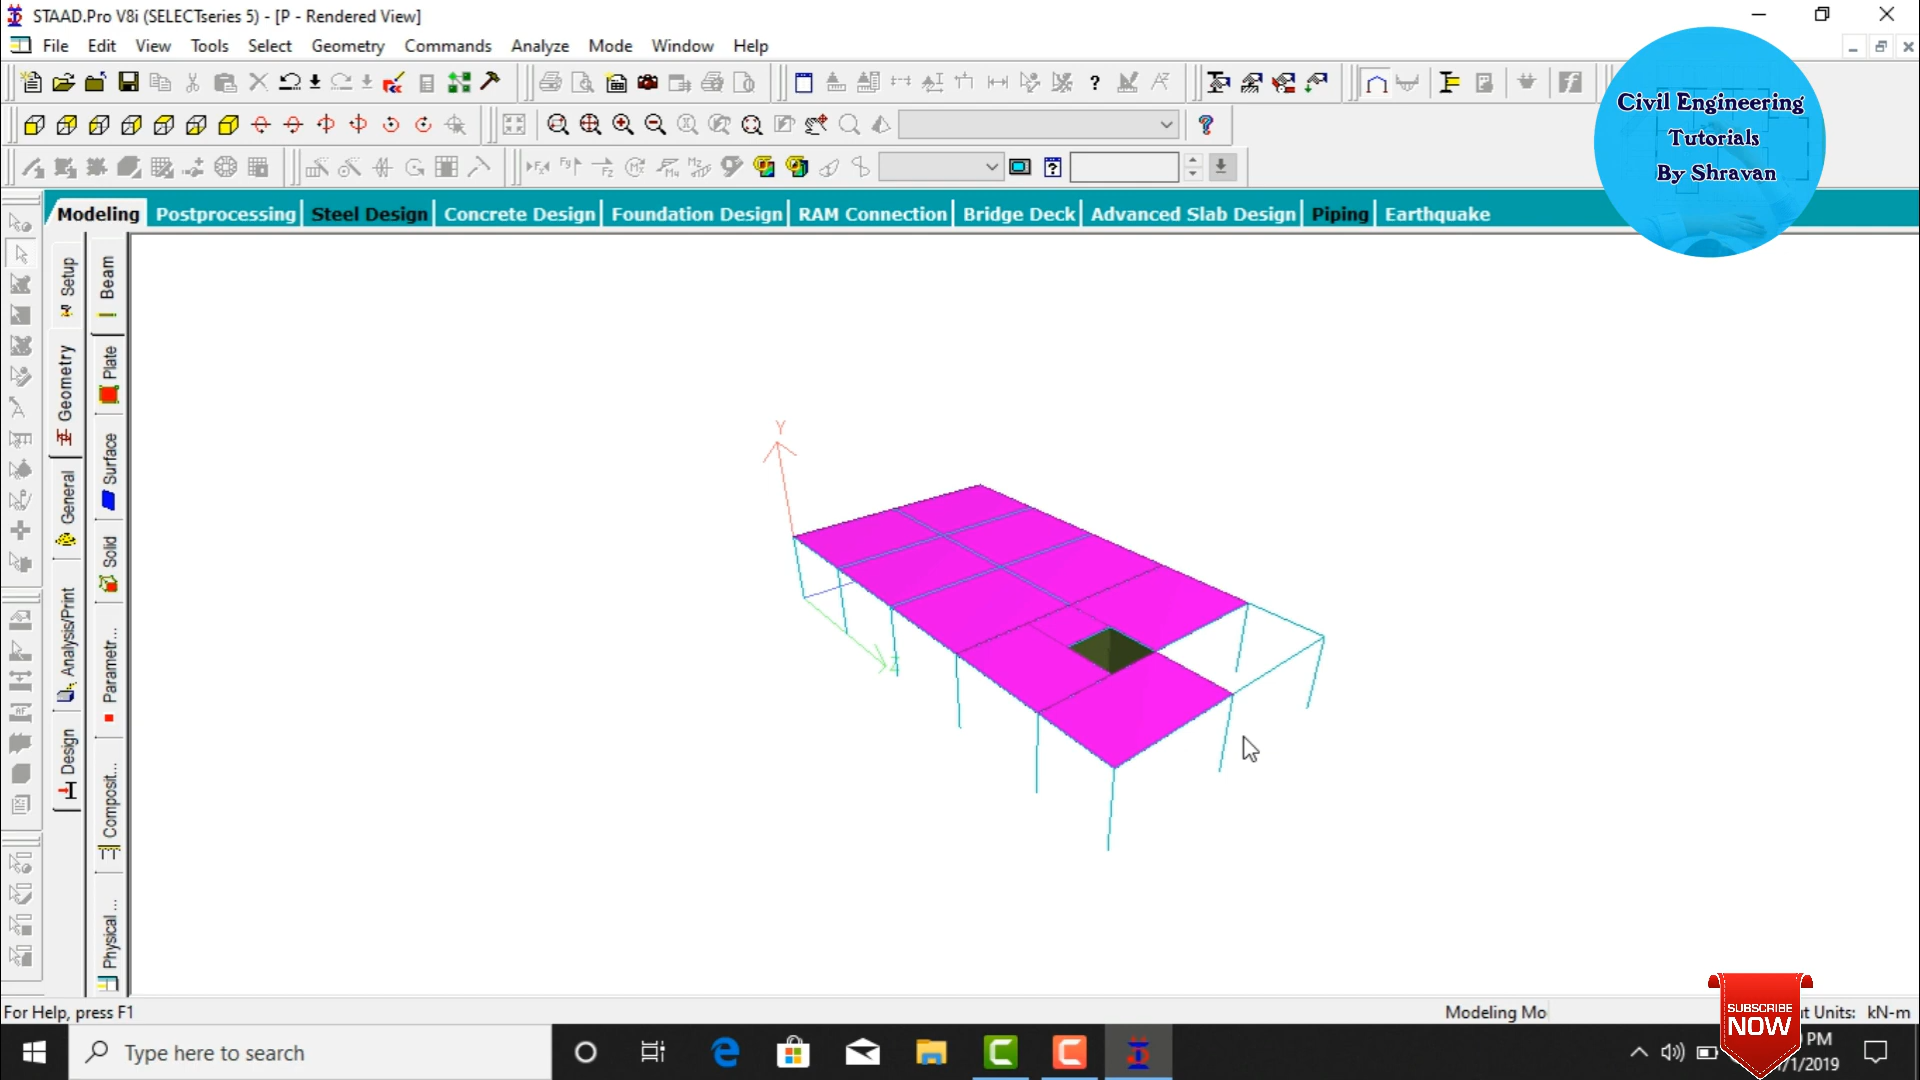 STAAD.Pro V8i (SELECTseries 5) - [P - Rendered View]
File Edit View Tools Select Geometry Commands Analyze Mode Window Help
Civil Engineering
Tutorials
By Shravan
Modeling Postprocessing Steel Design Concrete Design Foundation Design RAM Connection Bridge Deck Advanced Slab Design Piping Earthquake
Setup
Geometry
General
Analysis/Print
Design
Beam
Plate
Surface
Solid
Parametr...
Composit...
Physical ...
Y
Z
For Help, press F1
Modeling Mo
t Units: kN-m
SUBSCRIBE
NOW
Type here to search
PM
/1/2019